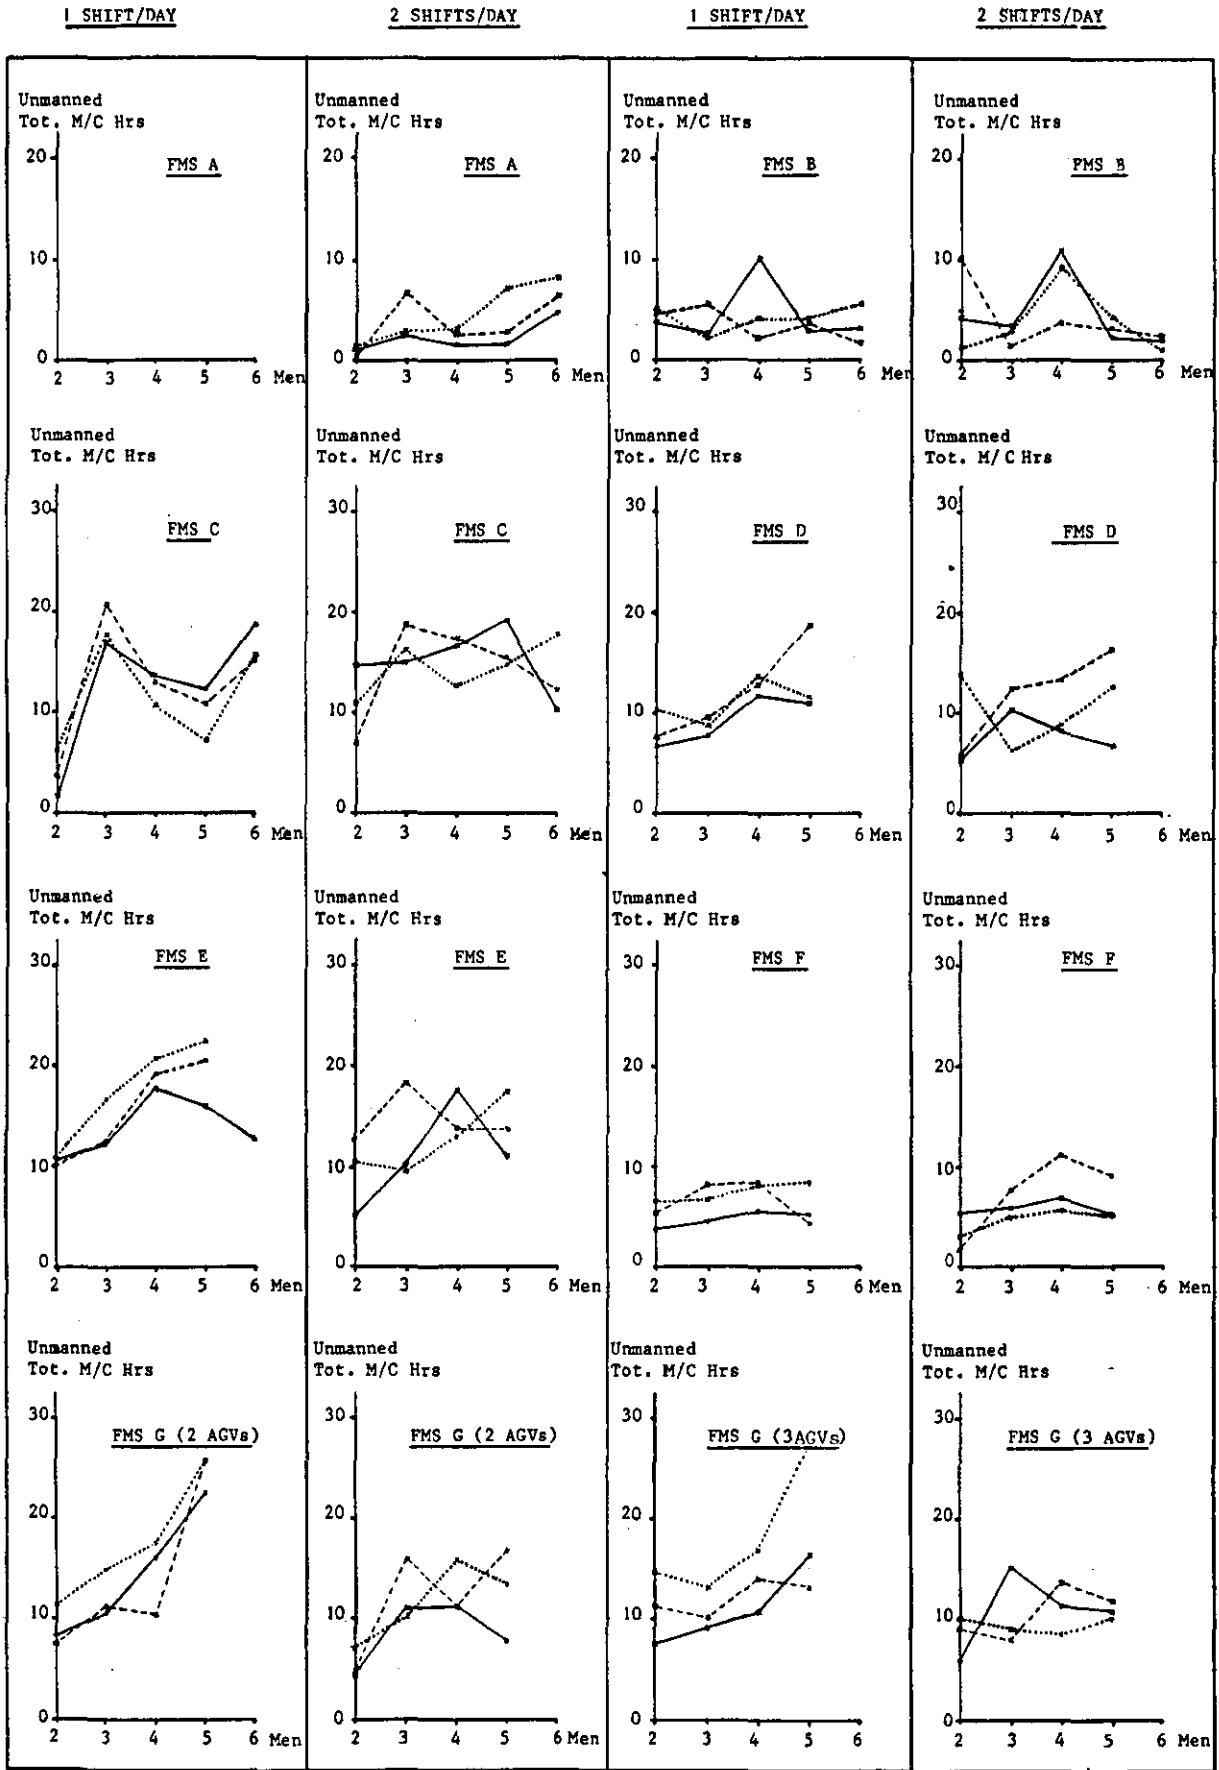 1 SHIFT/DAY 2 SHIFTS/DAY 1 SHIFT/DAY 2 SHIFTS/DAY
Unmanned Unmanned Unmanned Unmanned
Tot. M/C Hrs Tot. M/C Hrs Tot. M/C Hrs Tot. M/C Hrs
20 20 20 20
FMS A FMS A FMS B FMS B
10 10 10 10
0 0 0 0
2 3 4 5 6 Men 2 3 4 5 6 Men 2 3 4 5 6 Men 2 3 4 5 6 Men
Unmanned Unmanned Unmanned Unmanned
Tot. M/C Hrs Tot. M/C Hrs Tot. M/C Hrs Tot. M/C Hrs
30 30 30 30
FMS C FMS C FMS D FMS D
20 20 20 20
10 10 10 10
0 0 0 0
2 3 4 5 6 Men 2 3 4 5 6 Men 2 3 4 5 6 Men 2 3 4 5 6 Men
Unmanned Unmanned Unmanned Unmanned
Tot. M/C Hrs Tot. M/C Hrs Tot. M/C Hrs Tot. M/C Hrs
FMS E FMS E FMS F FMS F
30 30 30 30
20 20 20 20
10 10 10 10
0 0 0 0
2 3 4 5 6 Men 2 3 4 5 6 Men 2 3 4 5 6 Men 2 3 4 5 6 Men
Unmanned Unmanned Unmanned Unmanned
Tot. M/C Hrs Tot. M/C Hrs Tot. M/C Hrs Tot. M/C Hrs
30 30 30 30
FMS G (2 AGVs) FMS G (2 AGVs) FMS G (3AGVs) FMS G (3 AGVs)
20 20 20 20
10 10 10 10
0 0 0 0
2 3 4 5 6 Men 2 3 4 5 6 Men 2 3 4 5 6 Men 2 3 4 5 6 Men